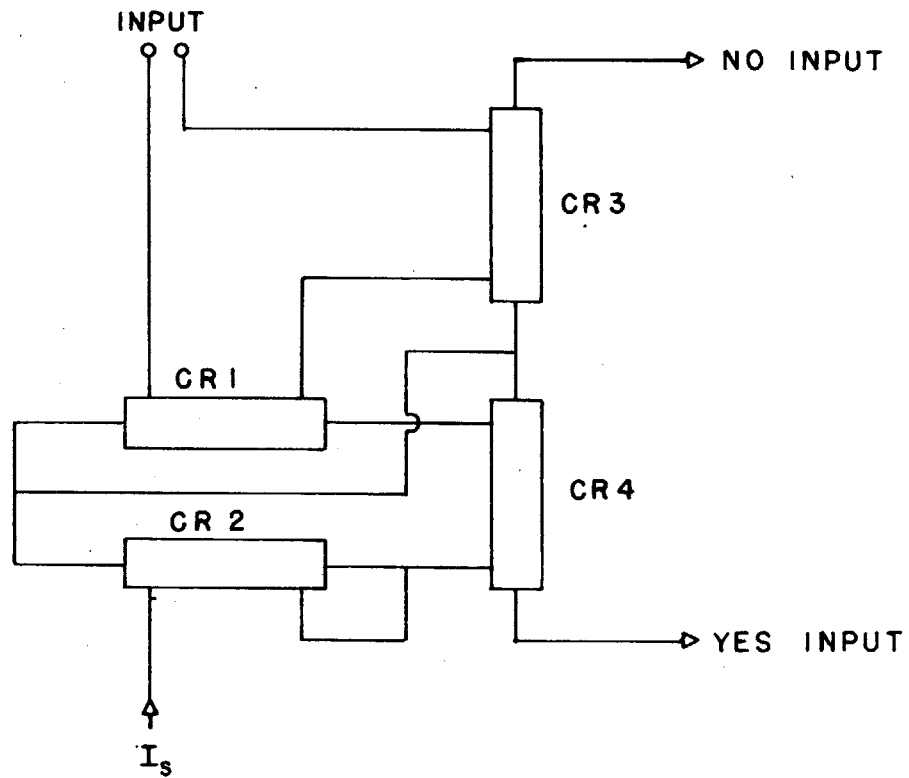 INPUT
NO INPUT
CR3
CR1
CR4
CR 2
YES INPUT
Is